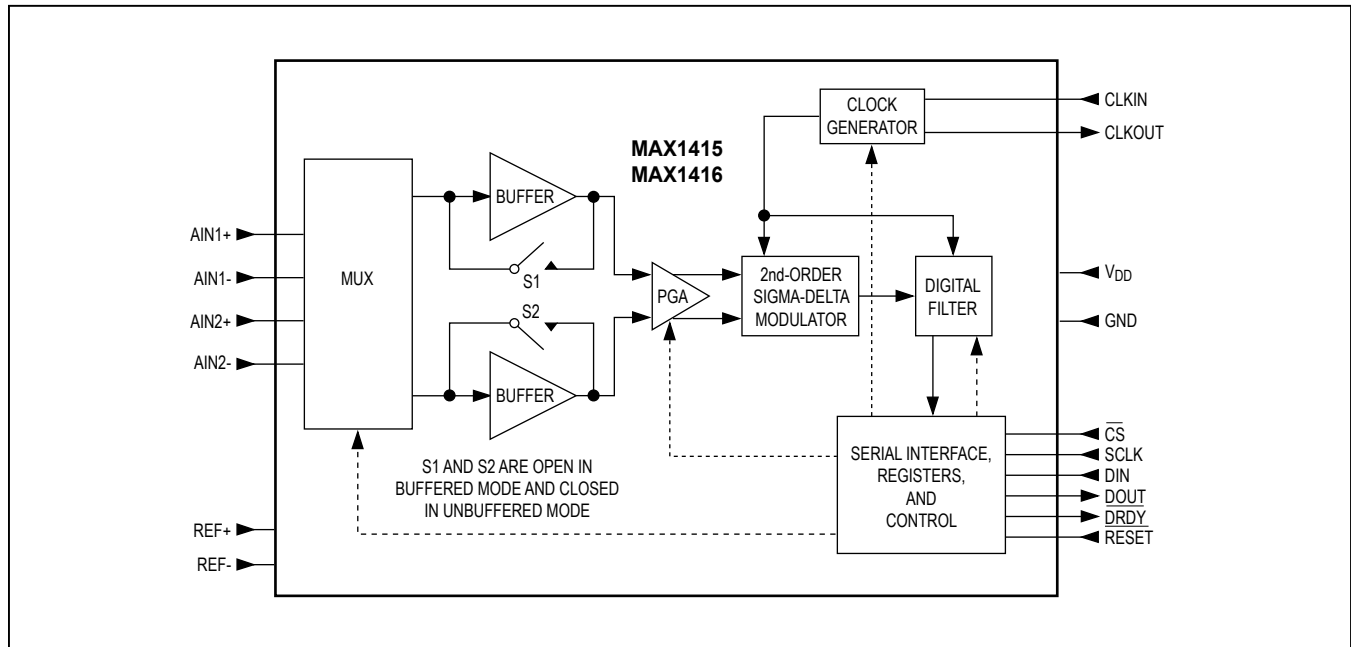 CLOCK
GENERATOR
CLKIN
CLKOUT
MAX1415
MAX1416
BUFFER
S1
AIN1+
AIN1-
AIN2+
AIN2-
MUX
PGA
2nd-ORDER
SIGMA-DELTA
MODULATOR
DIGITAL
FILTER
VDD
GND
S2
BUFFER
S1 AND S2 ARE OPEN IN
BUFFERED MODE AND CLOSED
IN UNBUFFERED MODE
SERIAL INTERFACE,
REGISTERS,
AND
CONTROL
CS
SCLK
DIN
DOUT
DRDY
RESET
REF+
REF-